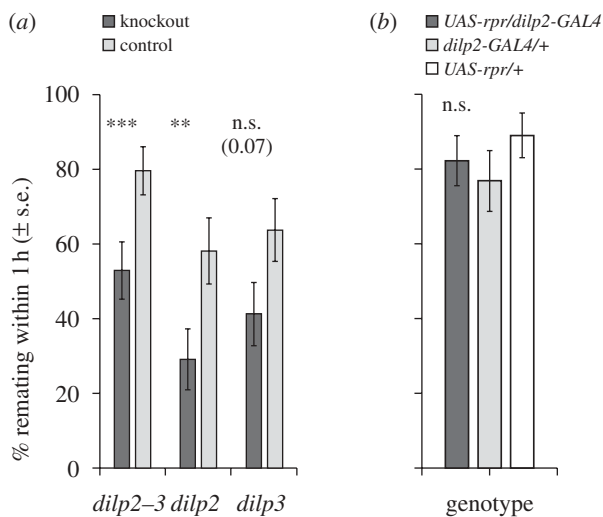 (a)
knockout
control
(b)
UAS-rpr/dilp2-GAL4
dilp2-GAL4/+
UAS-rpr/+
% remating within 1 h (± s.e.)
100
80
60
40
20
0
***
**
n.s.
(0.07)
n.s.
dilp2–3 dilp2 dilp3
genotype